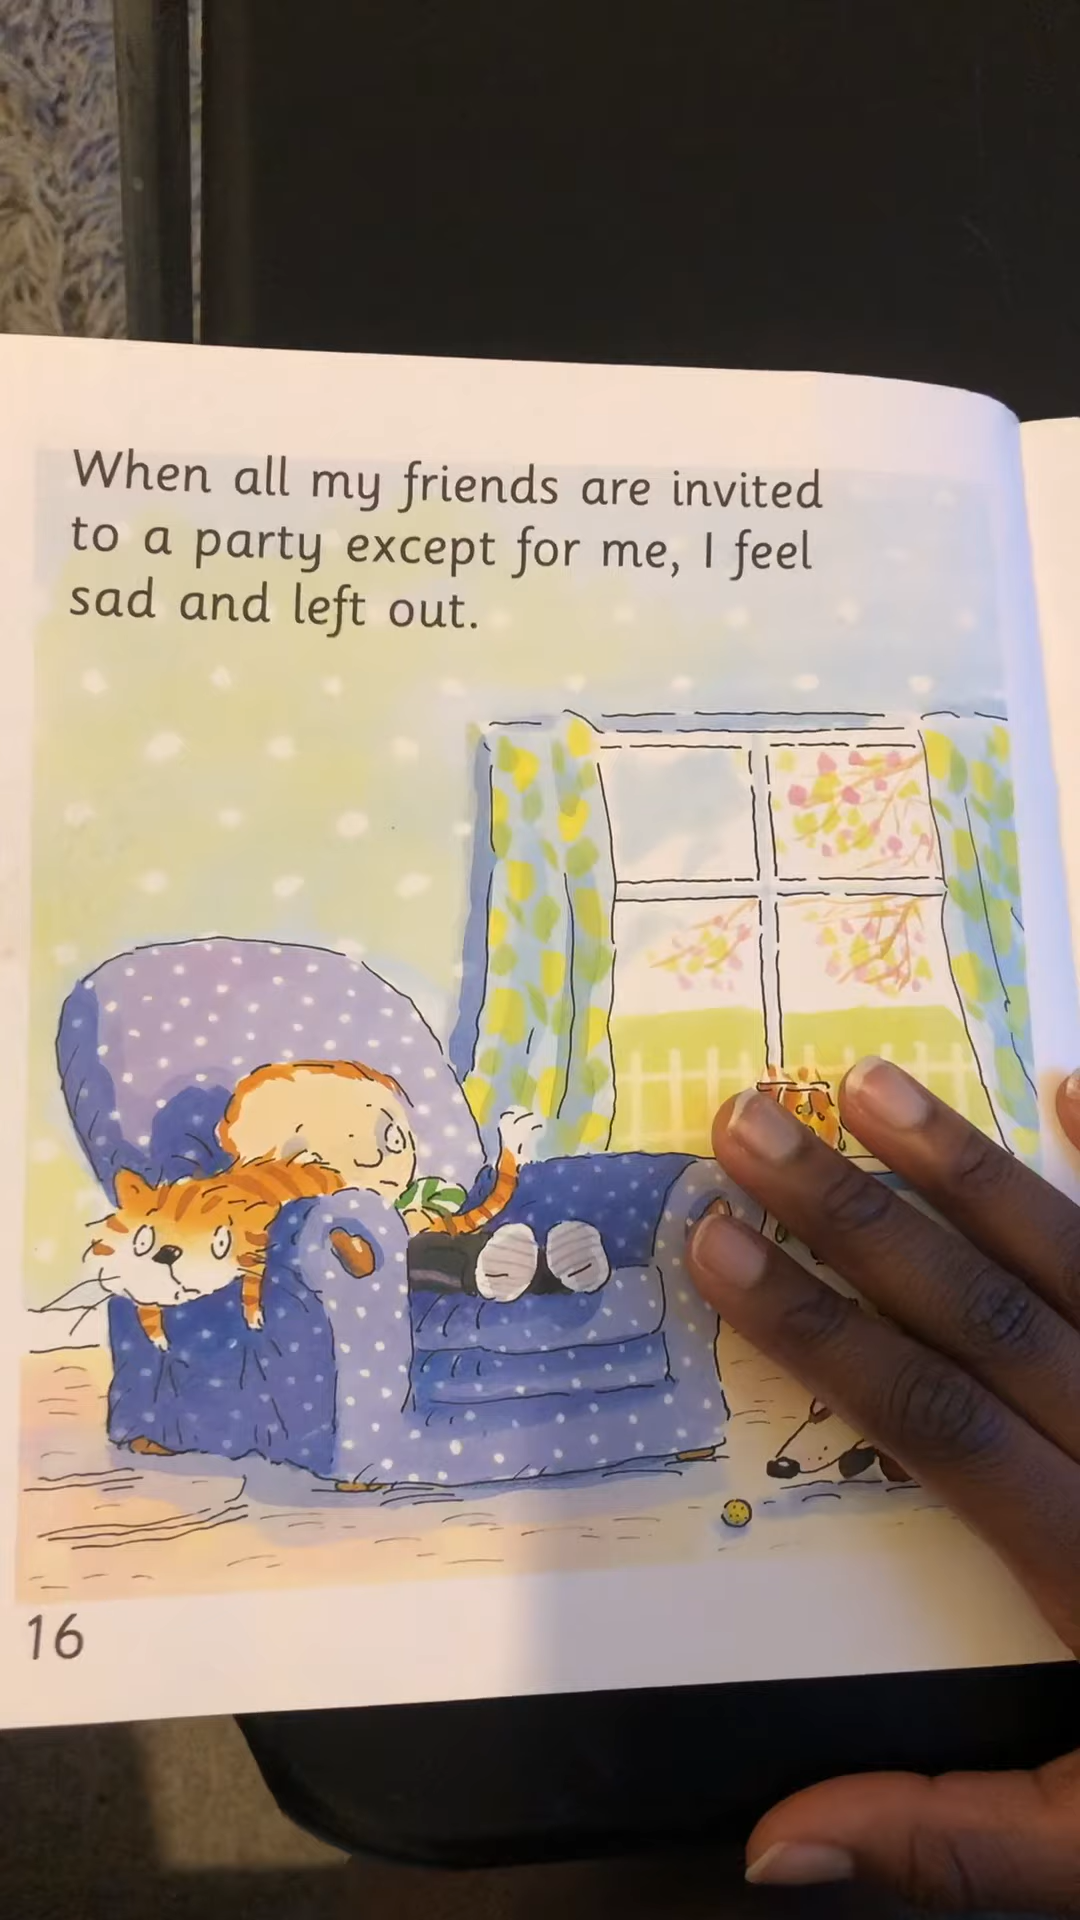 When all my friends are invited
to a party except for me, I feel
sad and left out.
16